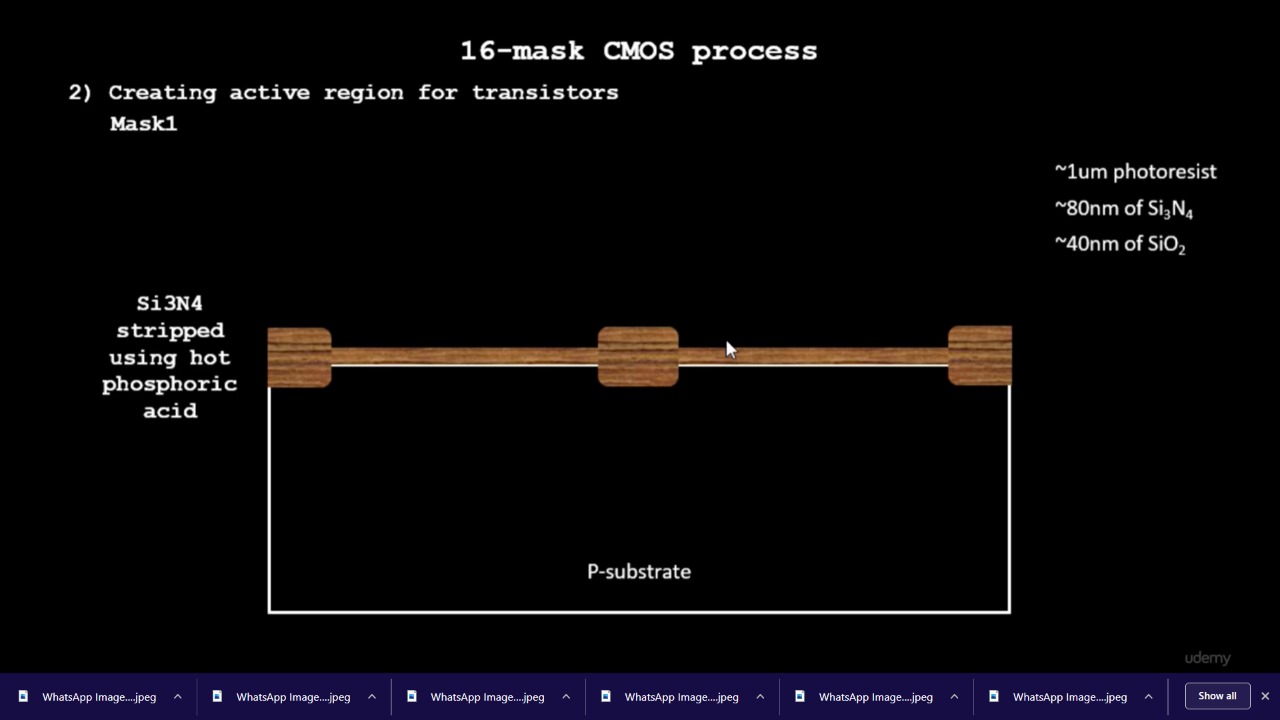 16-mask CMOS process
2) Creating active region for transistors
Mask1
~1um photoresist
~80nm of Si₃N₄
~40nm of SiO₂
Si3N4
stripped
using hot
phosphoric
acid
P-substrate
udemy
WhatsApp Image....jpeg
WhatsApp Image....jpeg
WhatsApp Image....jpeg
WhatsApp Image....jpeg
WhatsApp Image....jpeg
WhatsApp Image....jpeg
Show all